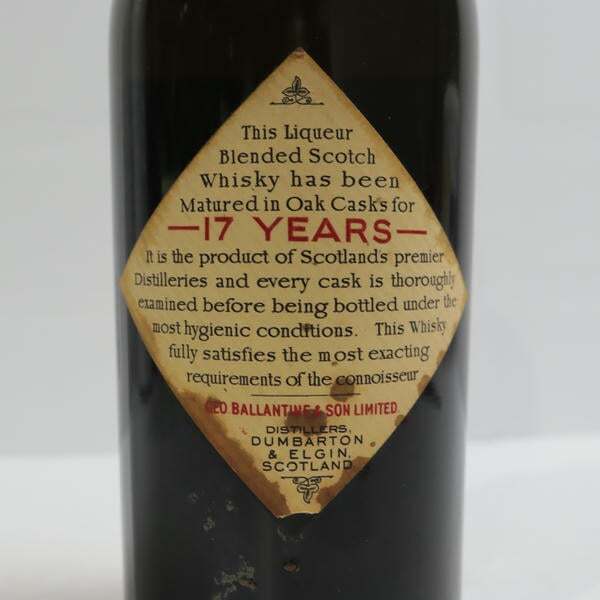 This Liqueur
Blended Scotch
Whisky has been
Matured in Oak Casks for
—17 YEARS—
It is the product of Scotland's premier
Distilleries and every cask is thoroughly
examined before being bottled under the
most hygienic conditions. This Whisky
fully satisfies the most exacting
requirements of the connoisseur
GEO BALLANTINE & SON LIMITED
DISTILLERS,
DUMBARTON
& ELGIN,
SCOTLAND